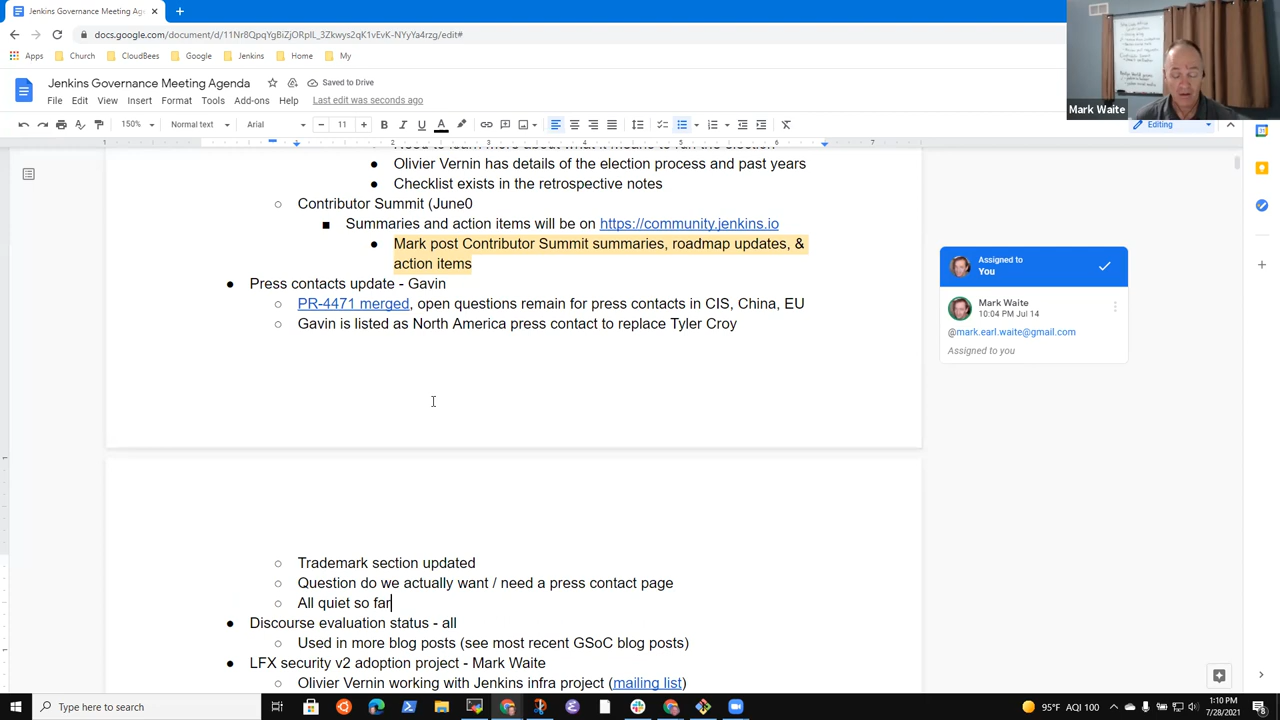 Jenkins Governance Meeting Agenda
docs.google.com/document/d/11Nr8QpqYgBiZjORpIL_3Zkwys2qK1vEvK-NYyYa4rzp8/edit#
Apps Church CloudBees Google Jenkins Home My
Jenkins Governance Meeting Agenda Saved to Drive
File Edit View Insert Format Tools Add-ons Help Last edit was seconds ago
Mark Waite
150% Normal text Arial 11 Editing
1 2 3 4 5 6 7
Olivier Vernin has details of the election process and past years
Checklist exists in the retrospective notes
Contributor Summit (June0
Summaries and action items will be on https://community.jenkins.io
Mark post Contributor Summit summaries, roadmap updates, &
action items
Press contacts update - Gavin
PR-4471 merged, open questions remain for press contacts in CIS, China, EU
Gavin is listed as North America press contact to replace Tyler Croy
Assigned to
You
Mark Waite
10:04 PM Jul 14
@mark.earl.waite@gmail.com
Assigned to you
Trademark section updated
Question do we actually want / need a press contact page
All quiet so far
Discourse evaluation status - all
Used in more blog posts (see most recent GSoC blog posts)
LFX security v2 adoption project - Mark Waite
Olivier Vernin working with Jenkins infra project (mailing list)
Type here to search
95°F AQI 100
1:10 PM
7/28/2021